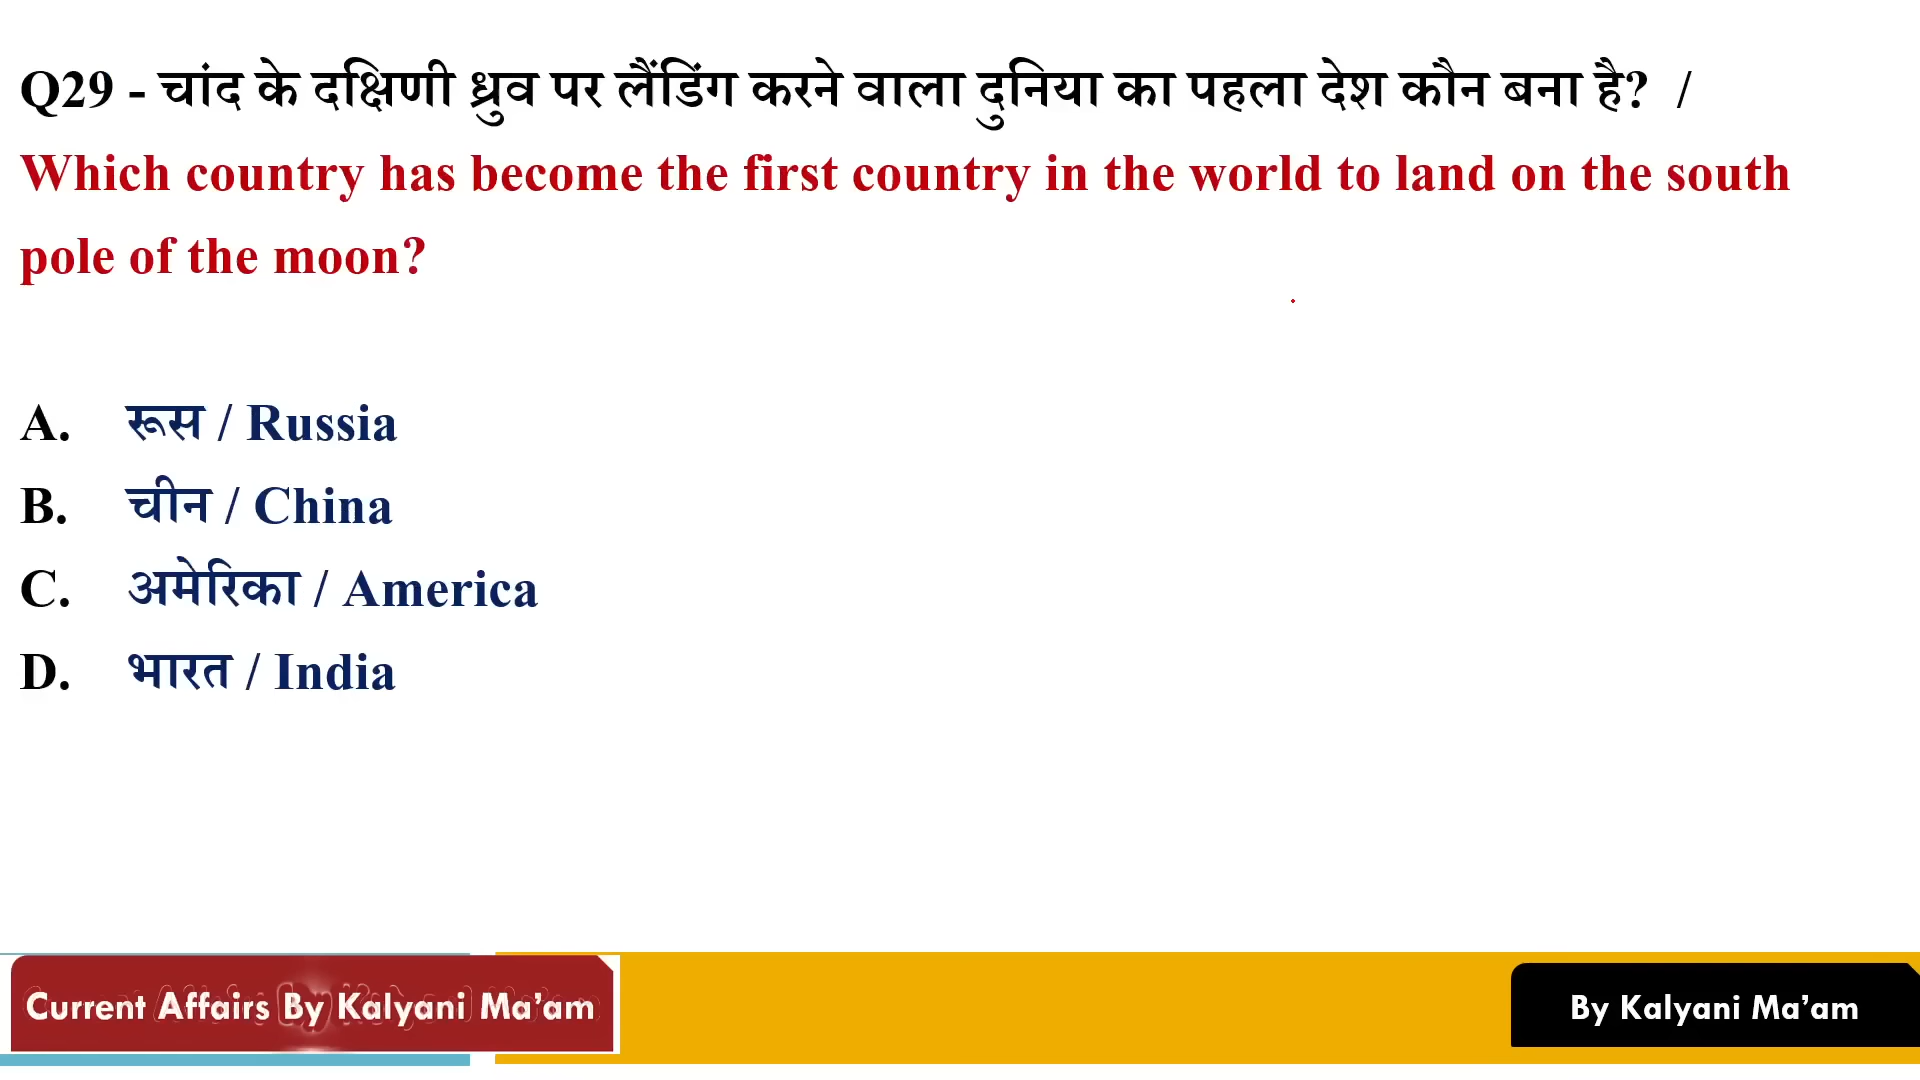 Q29 - चांद के दक्षिणी ध्रुव पर लैंडिंग करने वाला दुनिया का पहला देश कौन बना है? /
Which country has become the first country in the world to land on the south
pole of the moon?
A. रूस / Russia
B. चीन / China
C. अमेरिका / America
D. भारत / India
Current Affairs By Kalyani Ma’am
By Kalyani Ma’am